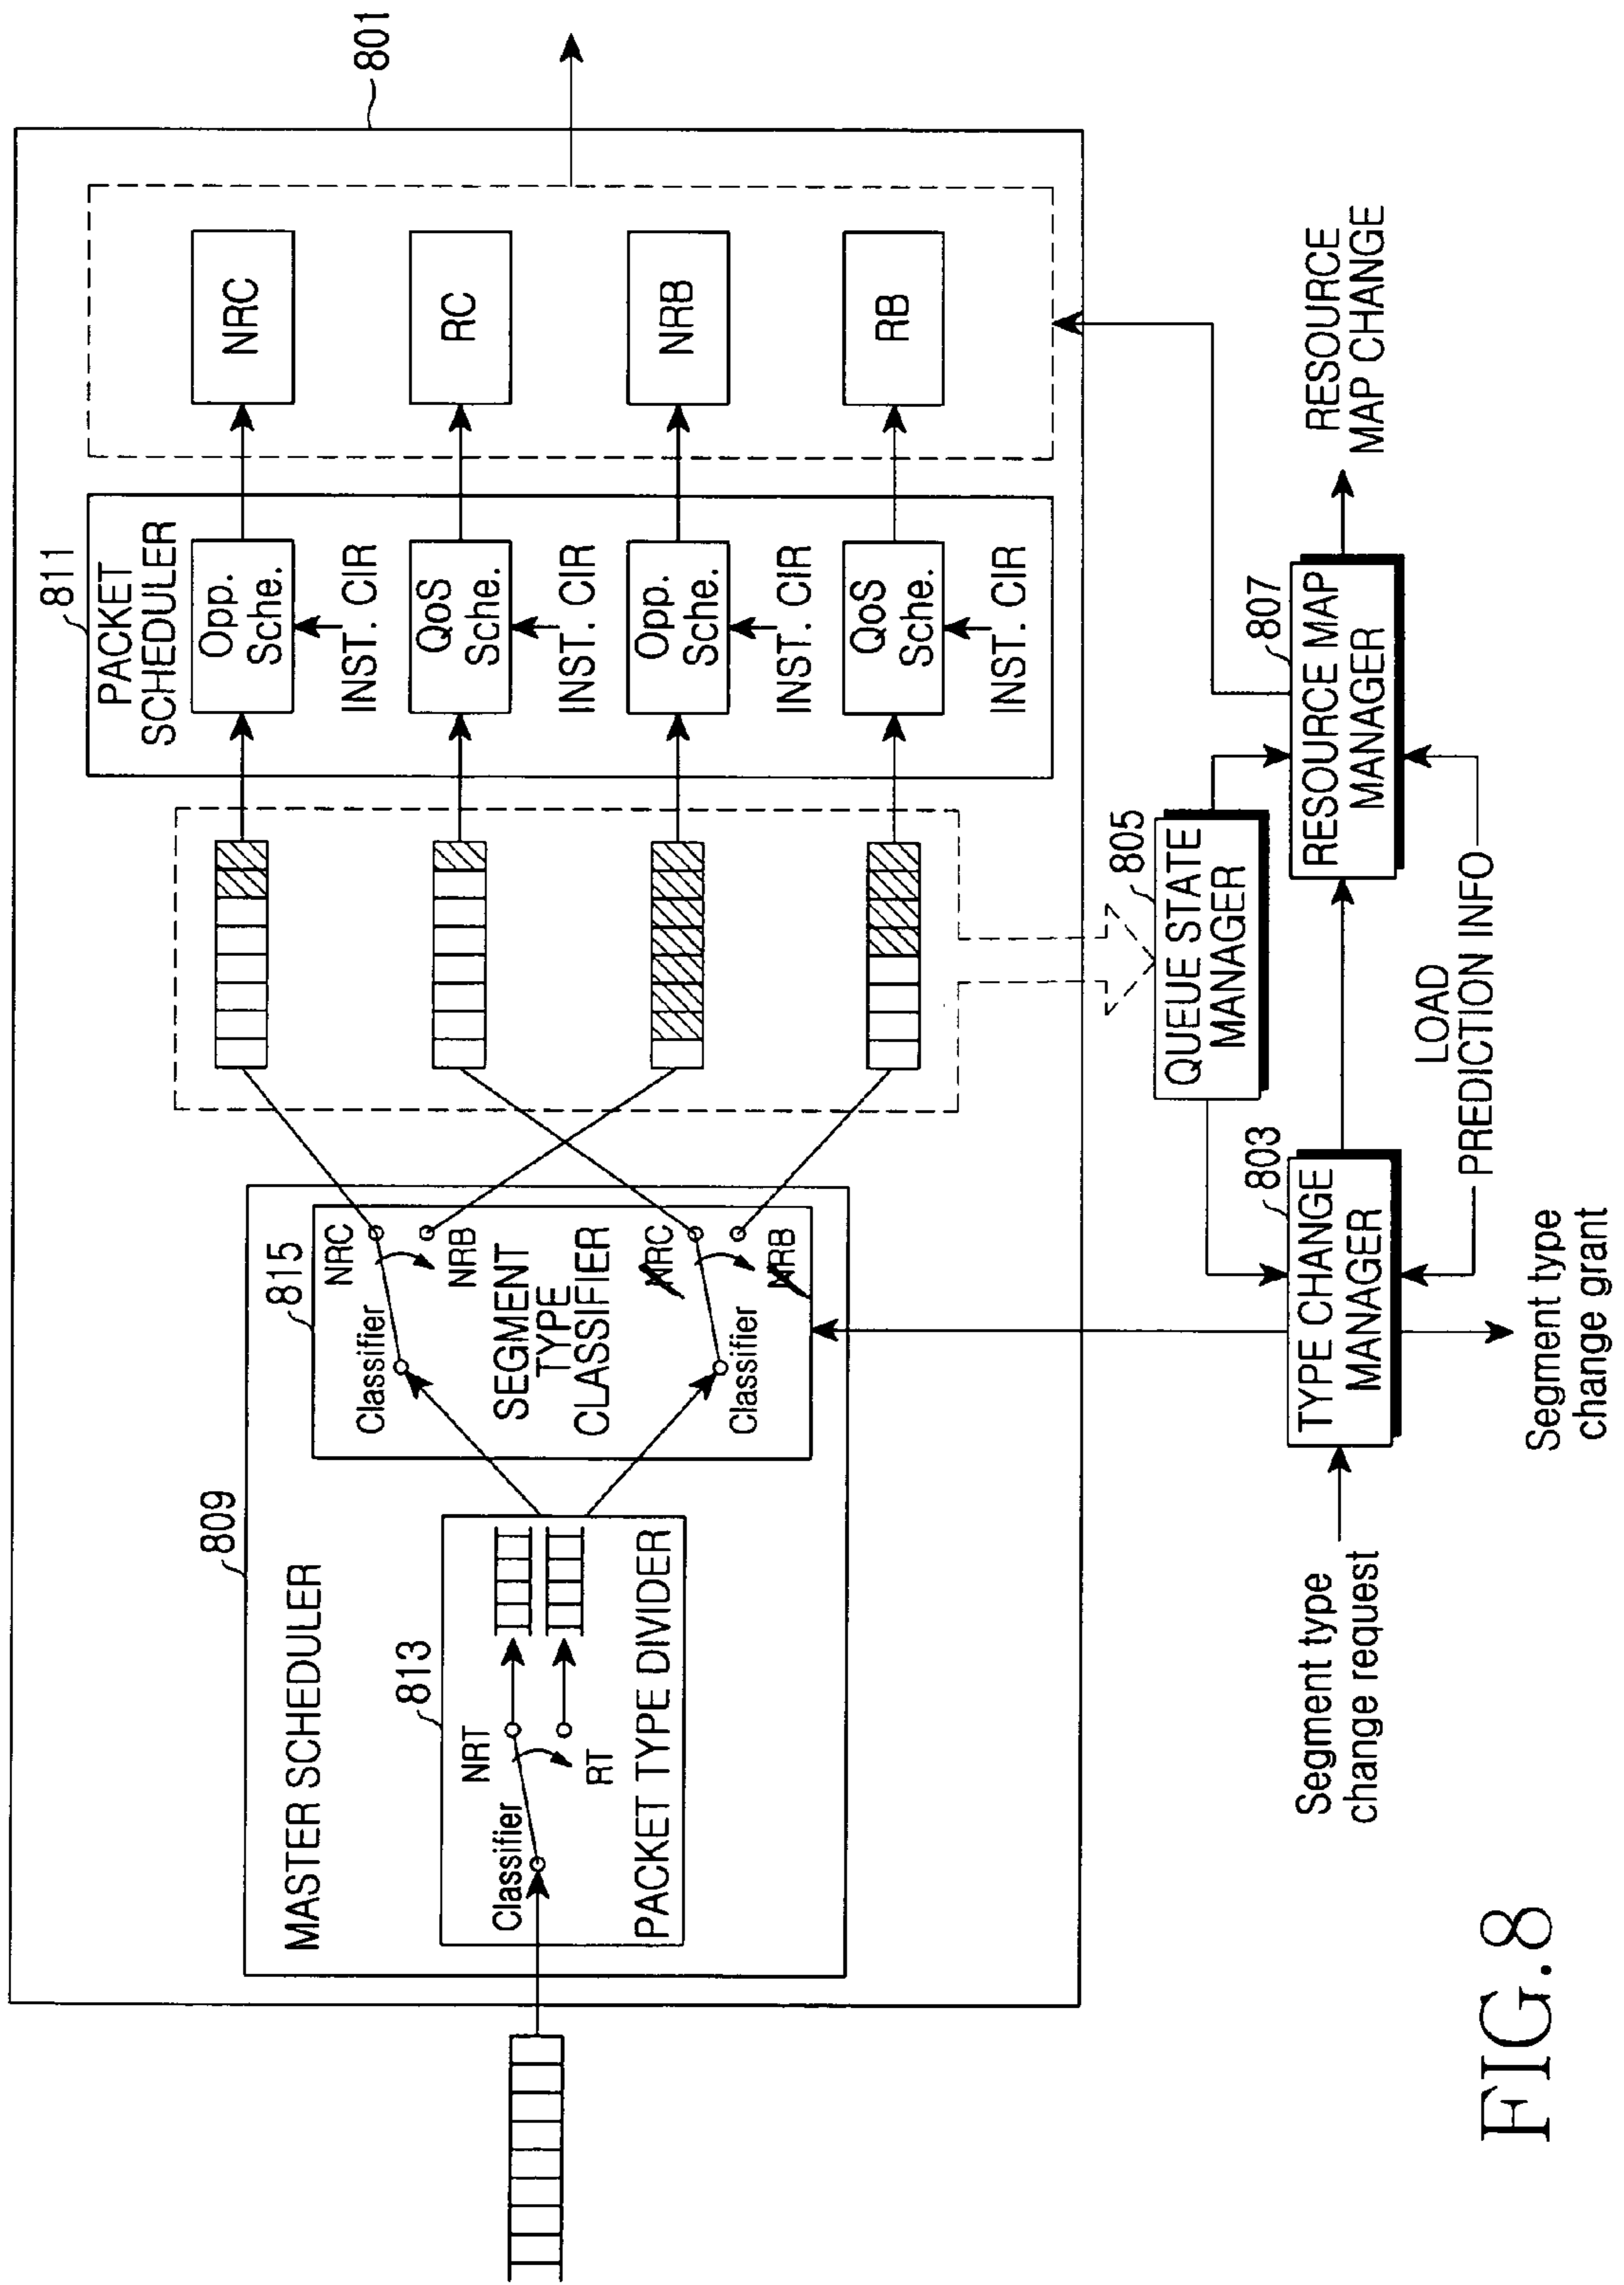 801
811
PACKET
SCHEDULER
Opp.
Sche.
INST. CIR
NRC
QoS
Sche.
INST. CIR
RC
Opp.
Sche.
INST. CIR
NRB
QoS
Sche.
INST. CIR
RB
809
MASTER SCHEDULER
813
Classifier
NRT
RT
PACKET TYPE DIVIDER
815
Classifier
NRC
NRB
SEGMENT
TYPE
CLASSIFIER
NRC
NRB
Classifier
805
QUEUE STATE
MANAGER
803
TYPE CHANGE
MANAGER
807
RESOURCE MAP
MANAGER
RESOURCE
MAP CHANGE
LOAD
PREDICTION INFO
Segment type
change request
Segment type
change grant
FIG.8